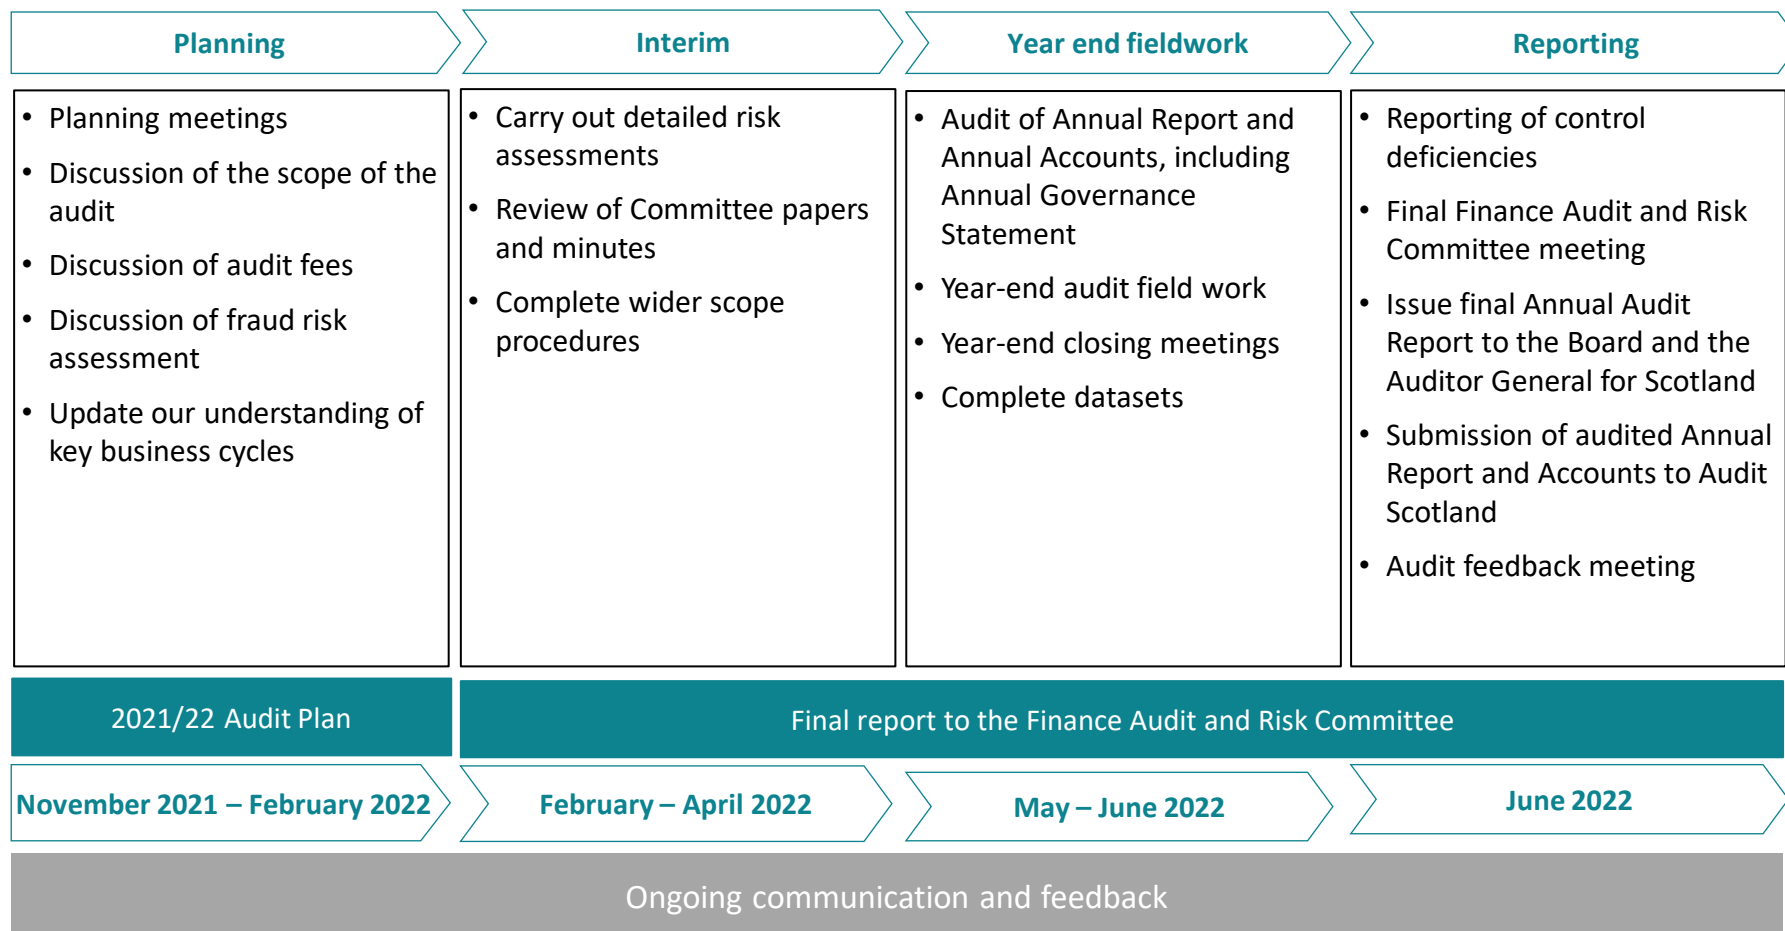 Planning
Interim
Year end fieldwork
Reporting
• Planning meetings
• Discussion of the scope of the
audit
• Discussion of audit fees
• Discussion of fraud risk
assessment
• Update our understanding of
key business cycles
• Carry out detailed risk
assessments
• Review of Committee papers
and minutes
• Complete wider scope
procedures
• Audit of Annual Report and
Annual Accounts, including
Annual Governance
Statement
• Year-end audit field work
• Year-end closing meetings
• Complete datasets
• Reporting of control
deficiencies
• Final Finance Audit and Risk
Committee meeting
• Issue final Annual Audit
Report to the Board and the
Auditor General for Scotland
• Submission of audited Annual
Report and Accounts to Audit
Scotland
• Audit feedback meeting
2021/22 Audit Plan
Final report to the Finance Audit and Risk Committee
November 2021 – February 2022
February – April 2022
May – June 2022
June 2022
Ongoing communication and feedback